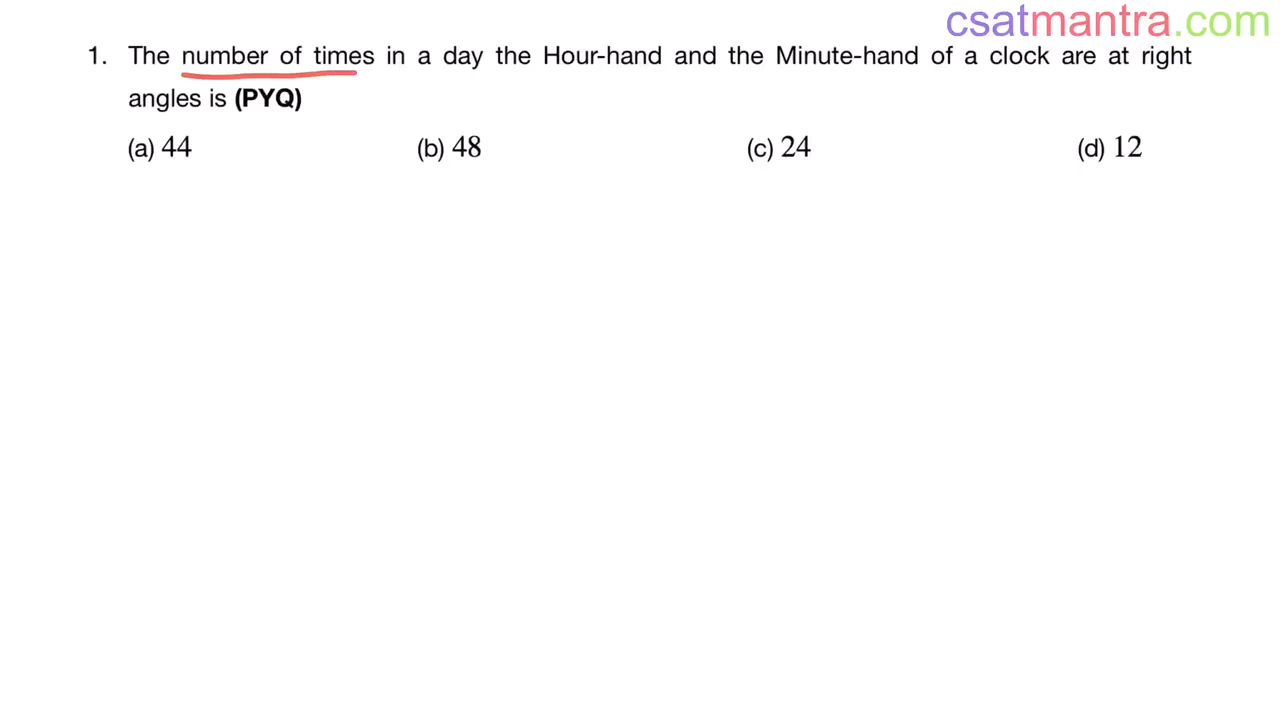 csatmantra.com
1. The number of times in a day the Hour-hand and the Minute-hand of a clock are at right
angles is (PYQ)
(a) 44 (b) 48 (c) 24 (d) 12